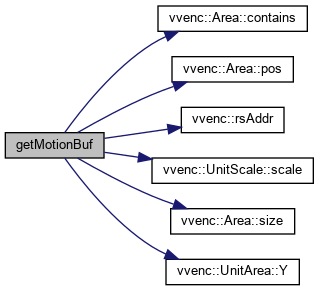 vvenc::Area::contains
vvenc::Area::pos
vvenc::rsAddr
getMotionBuf
vvenc::UnitScale::scale
vvenc::Area::size
vvenc::UnitArea::Y